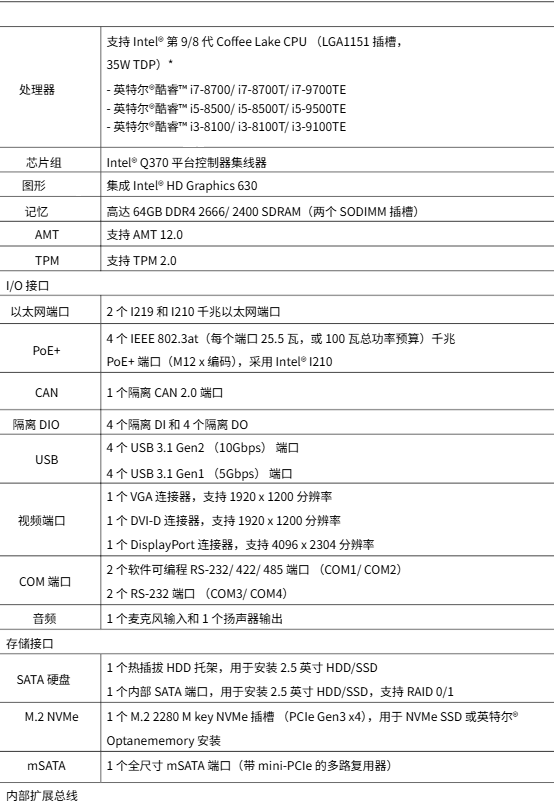 支持 Intel® 第 9/8 代 Coffee Lake CPU （LGA1151 插槽，
35W TDP）*
处理器
- 英特尔®酷睿™ i7-8700/ i7-8700T/ i7-9700TE
- 英特尔®酷睿™ i5-8500/ i5-8500T/ i5-9500TE
- 英特尔®酷睿™ i3-8100/ i3-8100T/ i3-9100TE
芯片组 Intel® Q370 平台控制器集线器
图形 集成 Intel® HD Graphics 630
记忆 高达 64GB DDR4 2666/ 2400 SDRAM（两个 SODIMM 插槽）
AMT 支持 AMT 12.0
TPM 支持 TPM 2.0
I/O 接口
以太网端口 2 个 I219 和 I210 千兆以太网端口
PoE+ 4 个 IEEE 802.3at（每个端口 25.5 瓦，或 100 瓦总功率预算）千兆
PoE+ 端口（M12 x 编码），采用 Intel® I210
CAN 1 个隔离 CAN 2.0 端口
隔离 DIO 4 个隔离 DI 和 4 个隔离 DO
USB 4 个 USB 3.1 Gen2 （10Gbps） 端口
4 个 USB 3.1 Gen1 （5Gbps） 端口
视频端口 1 个 VGA 连接器，支持 1920 x 1200 分辨率
1 个 DVI-D 连接器，支持 1920 x 1200 分辨率
1 个 DisplayPort 连接器，支持 4096 x 2304 分辨率
COM 端口 2 个软件可编程 RS-232/ 422/ 485 端口 （COM1/ COM2）
2 个 RS-232 端口 （COM3/ COM4）
音频 1 个麦克风输入和 1 个扬声器输出
存储接口
SATA 硬盘 1 个热插拔 HDD 托架，用于安装 2.5 英寸 HDD/SSD
1 个内部 SATA 端口，用于安装 2.5 英寸 HDD/SSD，支持 RAID 0/1
M.2 NVMe 1 个 M.2 2280 M key NVMe 插槽 （PCIe Gen3 x4），用于 NVMe SSD 或英特尔®
Optanememory 安装
mSATA 1 个全尺寸 mSATA 端口（带 mini-PCIe 的多路复用器）
内部扩展总线